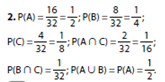 2. P(A) = 16/32 = 1/2; P(B) = 8/32 = 1/4;
P(C) = 4/32 = 1/8; P(A ∩ C) = 2/32 = 1/16;
P(B ∩ C) = 1/32; P(A ∪ B) = P(A) = 1/2